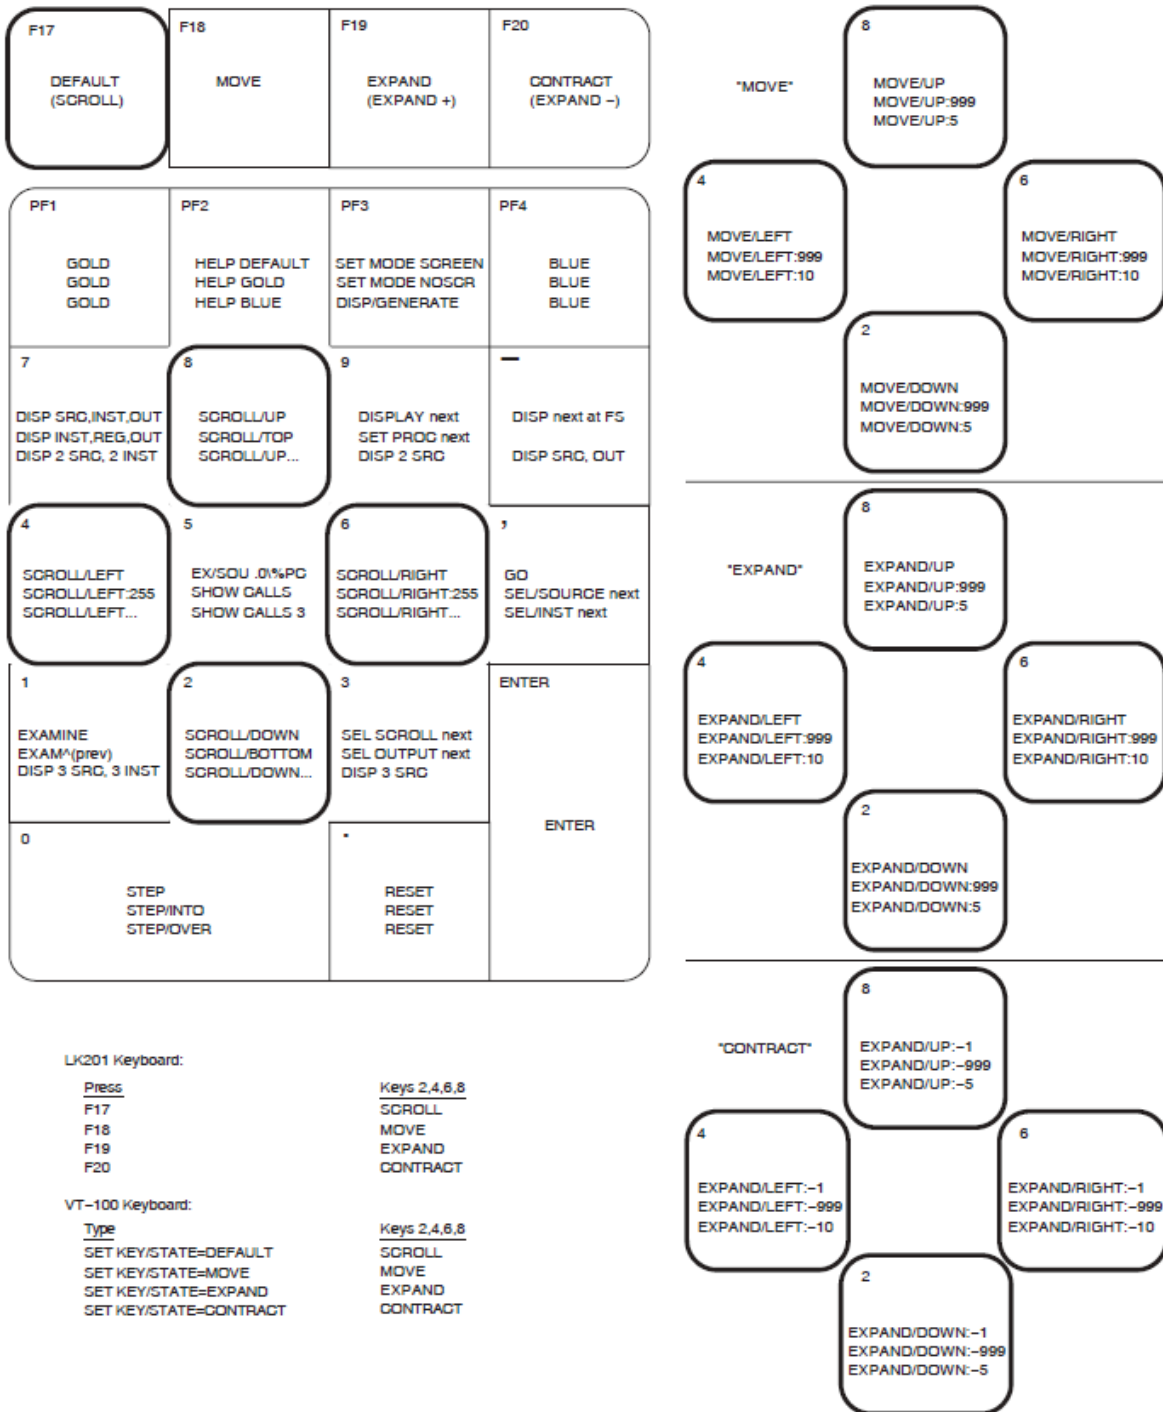 F17
DEFAULT
(SCROLL)
F18
MOVE
F19
EXPAND
(EXPAND +)
F20
CONTRACT
(EXPAND –)
PF1
GOLD
GOLD
GOLD
PF2
HELP DEFAULT
HELP GOLD
HELP BLUE
PF3
SET MODE SCREEN
SET MODE NOSCR
DISP/GENERATE
PF4
BLUE
BLUE
BLUE
7
DISP SRC,INST,OUT
DISP INST,REG,OUT
DISP 2 SRC, 2 INST
8
SCROLL/UP
SCROLL/TOP
SCROLL/UP...
9
DISPLAY next
SET PROC next
DISP 2 SRC
–
DISP next at FS
DISP SRC, OUT
4
SCROLL/LEFT
SCROLL/LEFT:255
SCROLL/LEFT...
5
EX/SOU .0\%PC
SHOW CALLS
SHOW CALLS 3
6
SCROLL/RIGHT
SCROLL/RIGHT:255
SCROLL/RIGHT...
,
GO
SEL/SOURCE next
SEL/INST next
1
EXAMINE
EXAM^(prev)
DISP 3 SRC, 3 INST
2
SCROLL/DOWN
SCROLL/BOTTOM
SCROLL/DOWN...
3
SEL SCROLL next
SEL OUTPUT next
DISP 3 SRC
ENTER
ENTER
0
STEP
STEP/INTO
STEP/OVER
.
RESET
RESET
RESET
LK201 Keyboard:
Press Keys 2,4,6,8
F17 SCROLL
F18 MOVE
F19 EXPAND
F20 CONTRACT
VT–100 Keyboard:
Type Keys 2,4,6,8
SET KEY/STATE=DEFAULT SCROLL
SET KEY/STATE=MOVE MOVE
SET KEY/STATE=EXPAND EXPAND
SET KEY/STATE=CONTRACT CONTRACT
"MOVE"
8
MOVE/UP
MOVE/UP:999
MOVE/UP:5
4
MOVE/LEFT
MOVE/LEFT:999
MOVE/LEFT:10
6
MOVE/RIGHT
MOVE/RIGHT:999
MOVE/RIGHT:10
2
MOVE/DOWN
MOVE/DOWN:999
MOVE/DOWN:5
"EXPAND"
8
EXPAND/UP
EXPAND/UP:999
EXPAND/UP:5
4
EXPAND/LEFT
EXPAND/LEFT:999
EXPAND/LEFT:10
6
EXPAND/RIGHT
EXPAND/RIGHT:999
EXPAND/RIGHT:10
2
EXPAND/DOWN
EXPAND/DOWN:999
EXPAND/DOWN:5
"CONTRACT"
8
EXPAND/UP:–1
EXPAND/UP:–999
EXPAND/UP:–5
4
EXPAND/LEFT:–1
EXPAND/LEFT:–999
EXPAND/LEFT:–10
6
EXPAND/RIGHT:–1
EXPAND/RIGHT:–999
EXPAND/RIGHT:–10
2
EXPAND/DOWN:–1
EXPAND/DOWN:–999
EXPAND/DOWN:–5